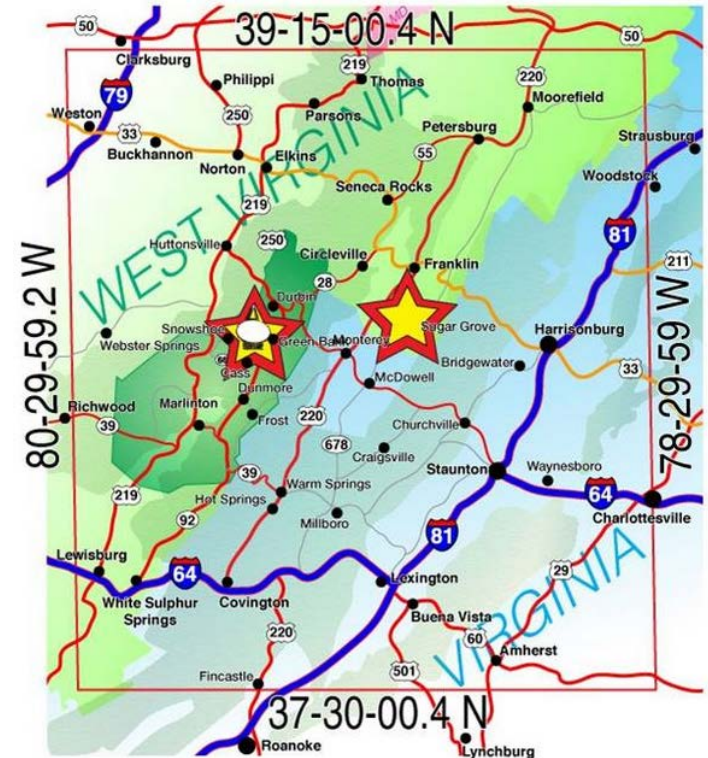 39-15-00.4 N
50
50
MD
Clarksburg
219
Thomas
220
79
Philippi
Moorefield
Weston
250
Parsons
Petersburg
33
Strausburg
Buckhannon
Norton
Elkins
55
Woodstock
WEST VIRGINIA
Seneca Rocks
219
81
Huttonsville
250
Circleville
Franklin
211
28
Durbin
80-29-59.2 W
Snowshoe
Green Bank
Monterey
Sugar Grove
Harrisonburg
78-29-59 W
Webster Springs
66
Cass
Bridgewater
33
McDowell
Dunmore
Richwood
Marlinton
39
Frost
220
Churchville
678
Craigsville
Staunton
Waynesboro
39
Warm Springs
219
Hot Springs
64
92
Millboro
Charlottesville
81
Lewisburg
64
Lexington
29
White Sulphur
Springs
Covington
VIRGINIA
Buena Vista
220
60
Amherst
Fincastle
501
37-30-00.4 N
Roanoke
Lynchburg